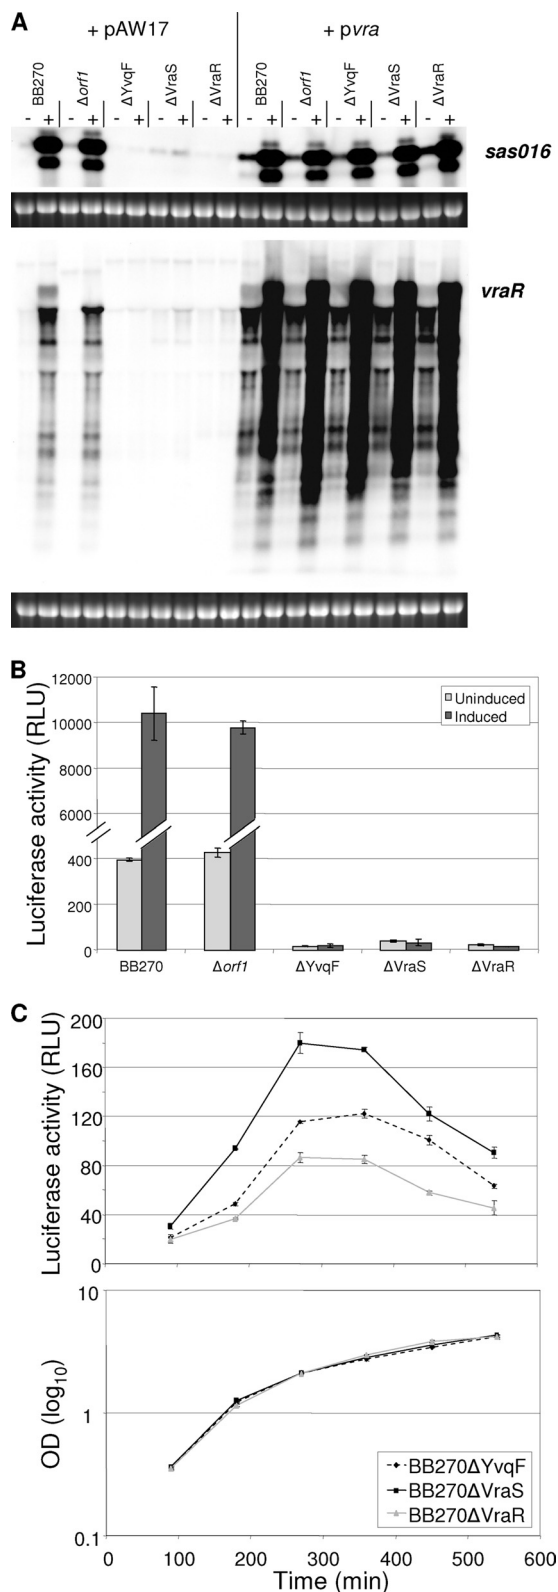 A
+ pAW17
+ pvra
BB270
Δorf1
ΔYvqF
ΔVraS
ΔVraR
BB270
Δorf1
ΔYvqF
ΔVraS
ΔVraR
- + - + - + - + - + - + - + - + - + - +
sas016
vraR
B
Luciferase activity (RLU)
12000
10000
8000
6000
400
200
0
Uninduced
Induced
BB270 Δorf1 ΔYvqF ΔVraS ΔVraR
C
Luciferase activity (RLU)
200
160
120
80
40
0
OD (log10)
10
1
0.1
BB270ΔYvqF
BB270ΔVraS
BB270ΔVraR
0 100 200 300 400 500 600
Time (min)